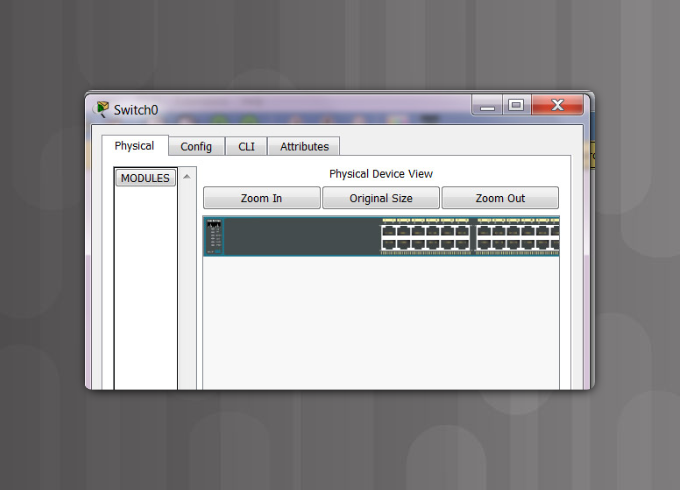 Switch0
Physical Config CLI Attributes
MODULES
Physical Device View
Zoom In Original Size Zoom Out